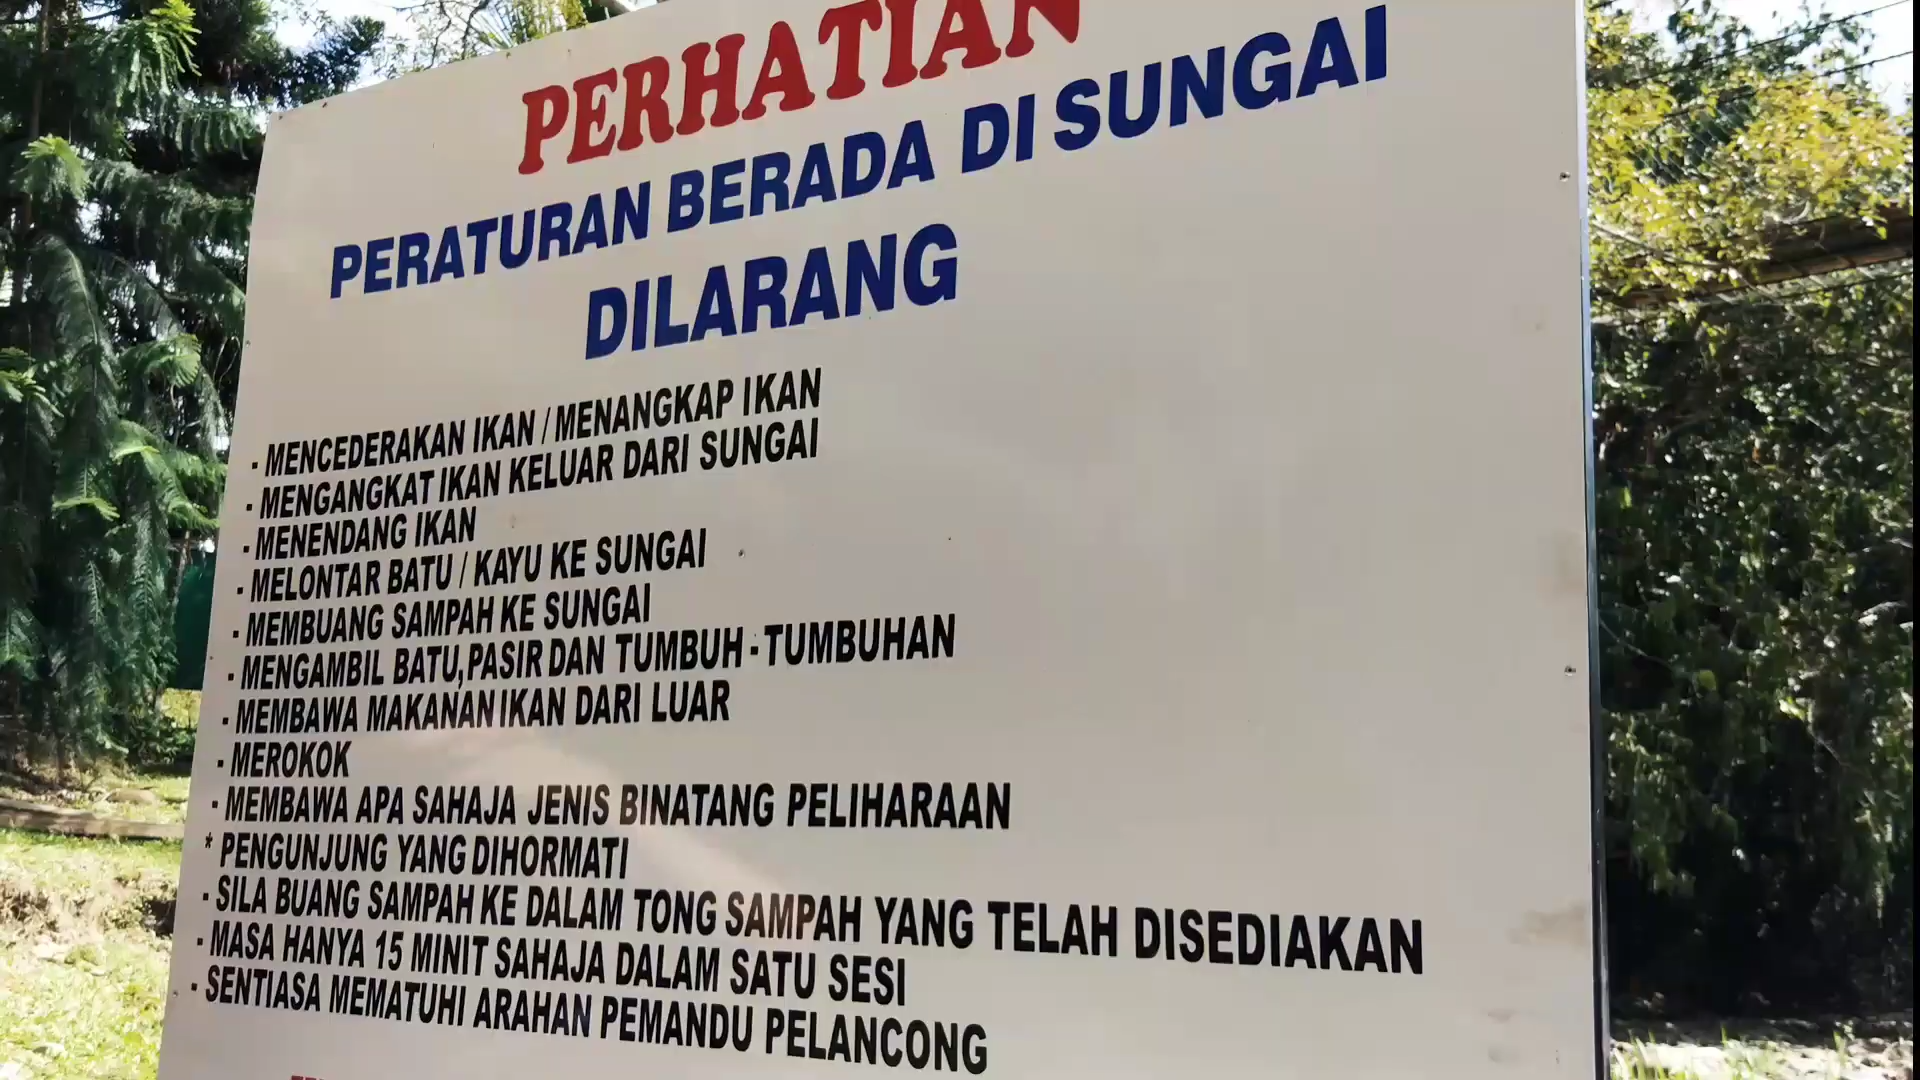 PERHATIAN
PERATURAN BERADA DI SUNGAI
DILARANG
- MENCEDERAKAN IKAN / MENANGKAP IKAN
- MENGANGKAT IKAN KELUAR DARI SUNGAI
- MENENDANG IKAN
- MELONTAR BATU / KAYU KE SUNGAI
- MEMBUANG SAMPAH KE SUNGAI
- MENGAMBIL BATU, PASIR DAN TUMBUH - TUMBUHAN
- MEMBAWA MAKANAN IKAN DARI LUAR
- MEROKOK
- MEMBAWA APA SAHAJA JENIS BINATANG PELIHARAAN
* PENGUNJUNG YANG DIHORMATI
- SILA BUANG SAMPAH KE DALAM TONG SAMPAH YANG TELAH DISEDIAKAN
- MASA HANYA 15 MINIT SAHAJA DALAM SATU SESI
- SENTIASA MEMATUHI ARAHAN PEMANDU PELANCONG